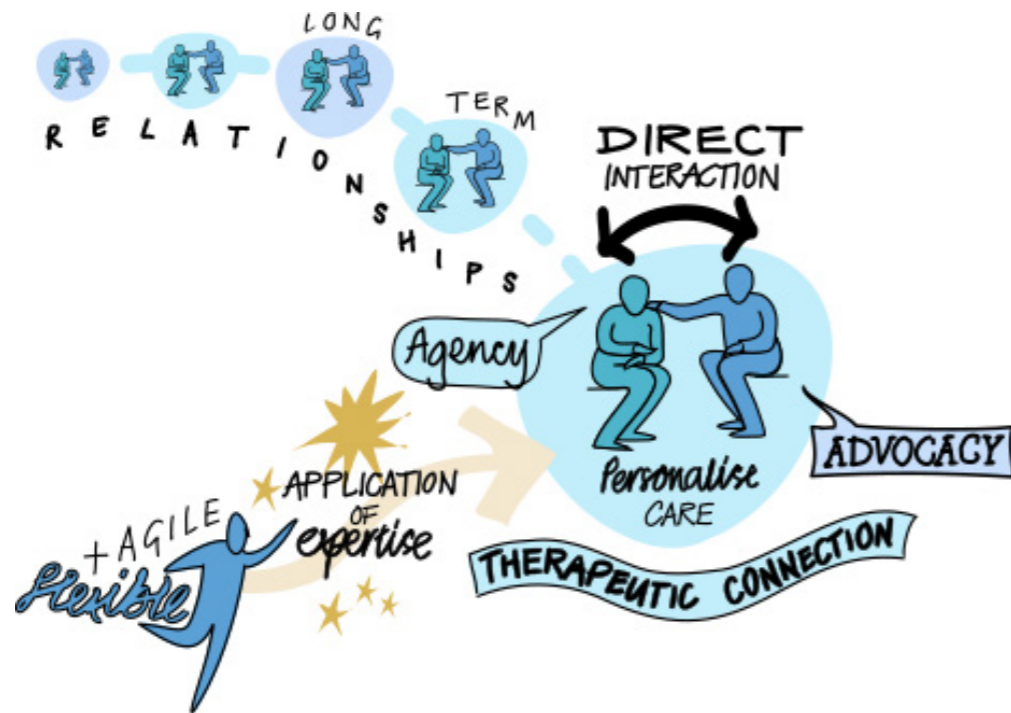 LONG
TERM
RELATIONSHIPS
DIRECT
INTERACTION
Agency
ADVOCACY
Personalise
CARE
THERAPEUTIC CONNECTION
APPLICATION
OF
expertise
+ AGILE
flexible